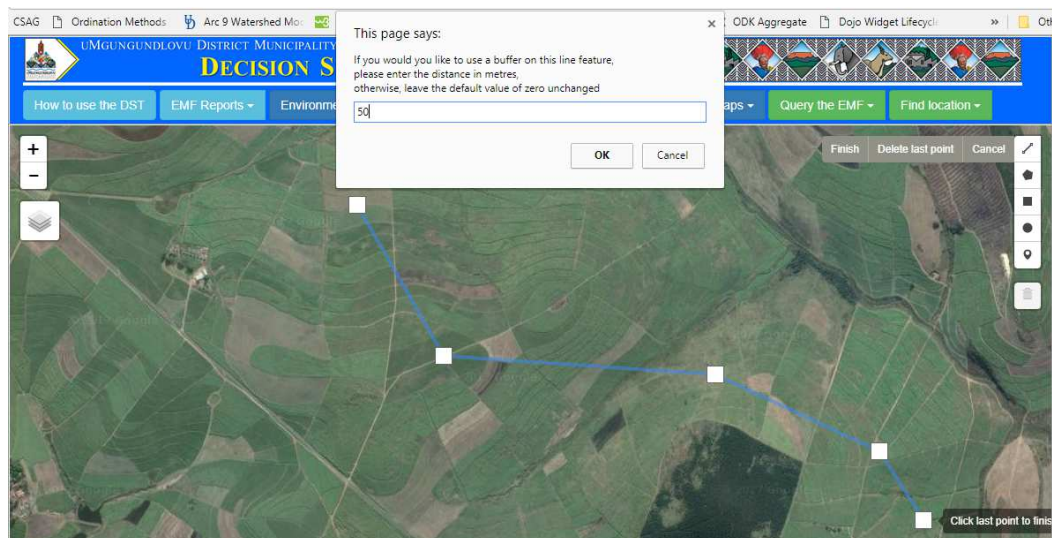 CSAG Ordination Methods Arc 9 Watershed Mo ODK Aggregate Dojo Widget Lifecycle » Oth
This page says: ×
UMGUNGUNDLOVU DISTRICT MUNICIPALITY
DECISION S
If you would you like to use a buffer on this line feature,
please enter the distance in metres,
otherwise, leave the default value of zero unchanged
50
OK Cancel
How to use the DST EMF Reports Environme aps Query the EMF Find location
+
−
Finish Delete last point Cancel
Click last point to finis